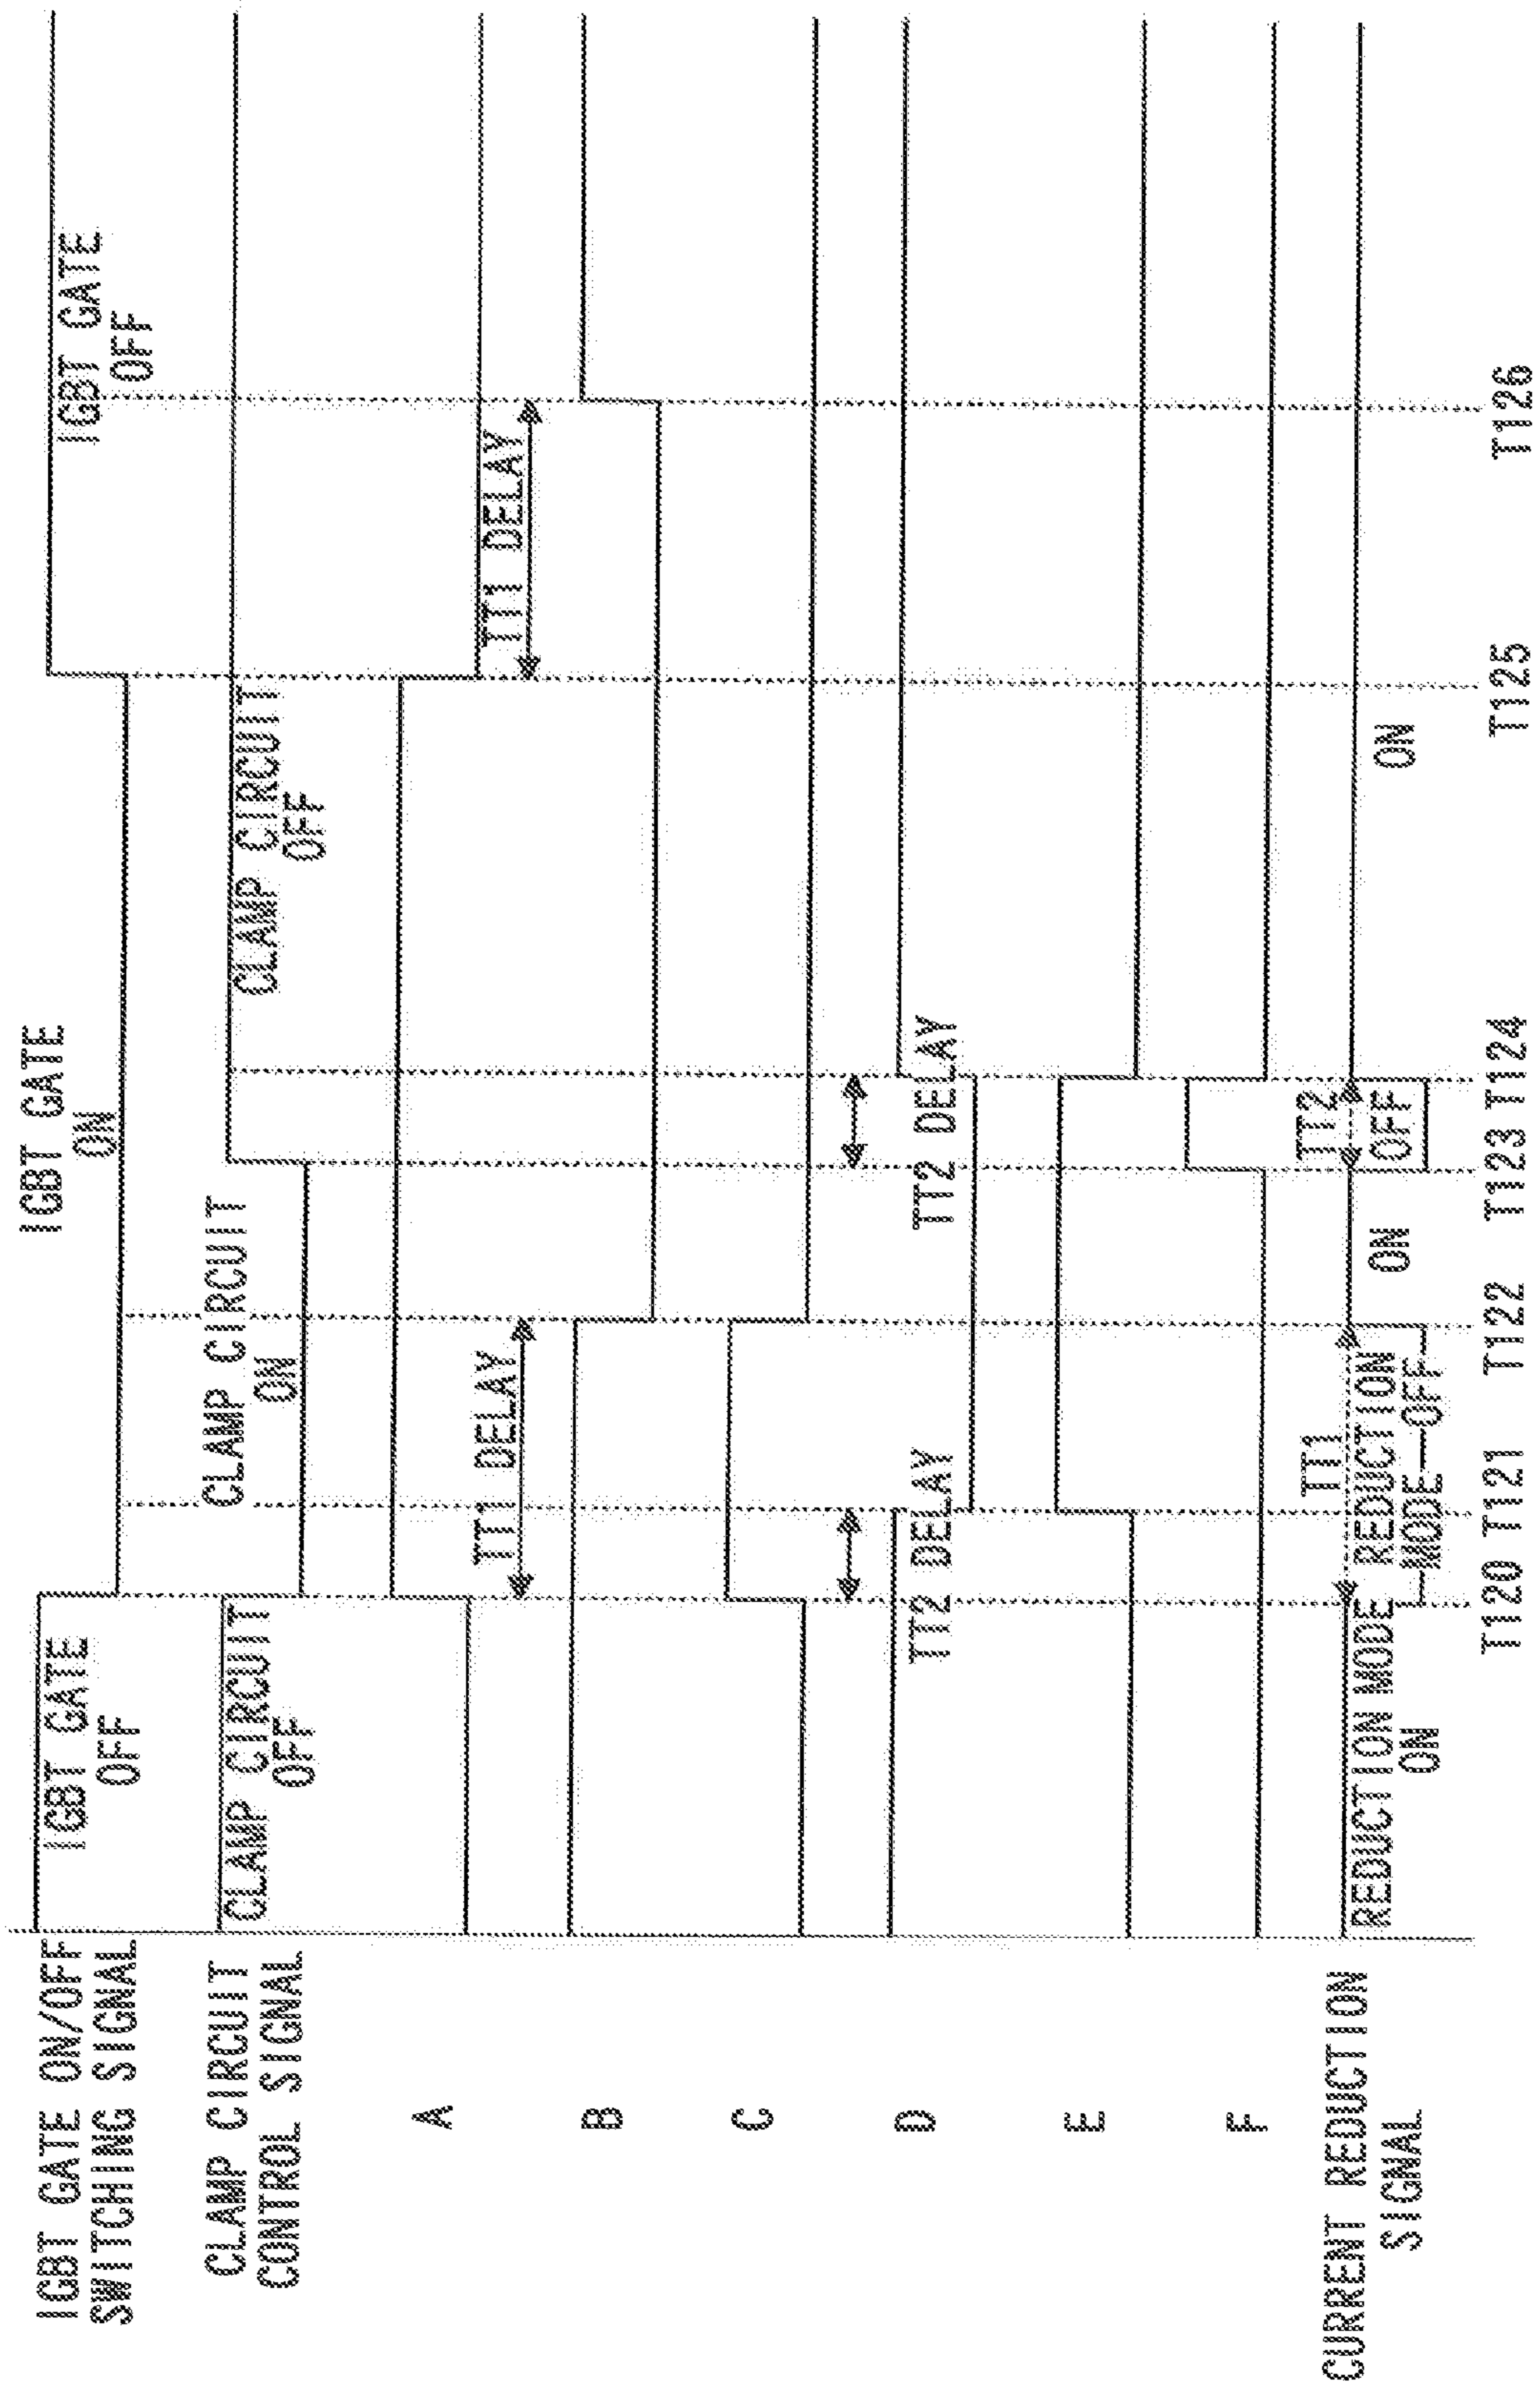 IGBT GATE ON/OFF
SWITCHING SIGNAL
IGBT GATE
OFF
IGBT GATE
ON
IGBT GATE
OFF
CLAMP CIRCUIT
CONTROL SIGNAL
CLAMP CIRCUIT
OFF
CLAMP CIRCUIT
ON
CLAMP CIRCUIT
OFF
A
TT1 DELAY
TT1 DELAY
B
C
TT2 DELAY
TT2 DELAY
D
E
F
CURRENT REDUCTION
SIGNAL
REDUCTION MODE
ON
TT1
REDUCTION
MODE OFF
ON
TT2
OFF
ON
T120 T121 T122 T123 T124 T125 T126